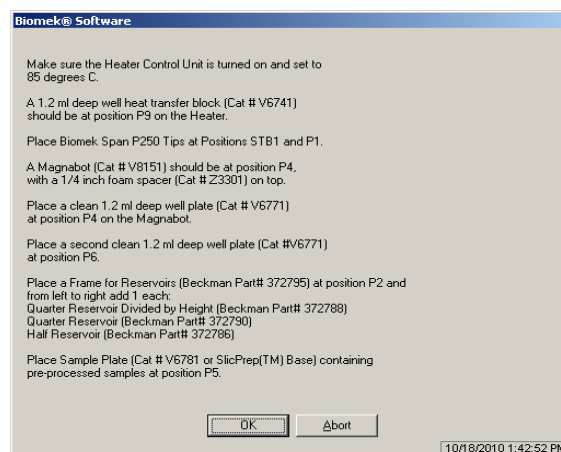 Biomek® Software
Make sure the Heater Control Unit is turned on and set to
85 degrees C.
A 1.2 ml deep well heat transfer block (Cat # V6741)
should be at position P9 on the Heater.
Place Biomek Span P250 Tips at Positions STB1 and P1.
A Magnabot (Cat # V8151) should be at position P4,
with a 1/4 inch foam spacer (Cat # Z3301) on top.
Place a clean 1.2 ml deep well plate (Cat # V6771)
at position P4 on the Magnabot.
Place a second clean 1.2 ml deep well plate (Cat #V6771)
at position P6.
Place a Frame for Reservoirs (Beckman Part# 372795) at position P2 and
from left to right add 1 each:
Quarter Reservoir Divided by Height (Beckman Part# 372788)
Quarter Reservoir (Beckman Part# 372790)
Half Reservoir (Beckman Part# 372786)
Place Sample Plate (Cat # V6781 or SlicPrep(TM) Base) containing
pre-processed samples at position P5.
OK Abort
10/18/2010 1:42:52 PM